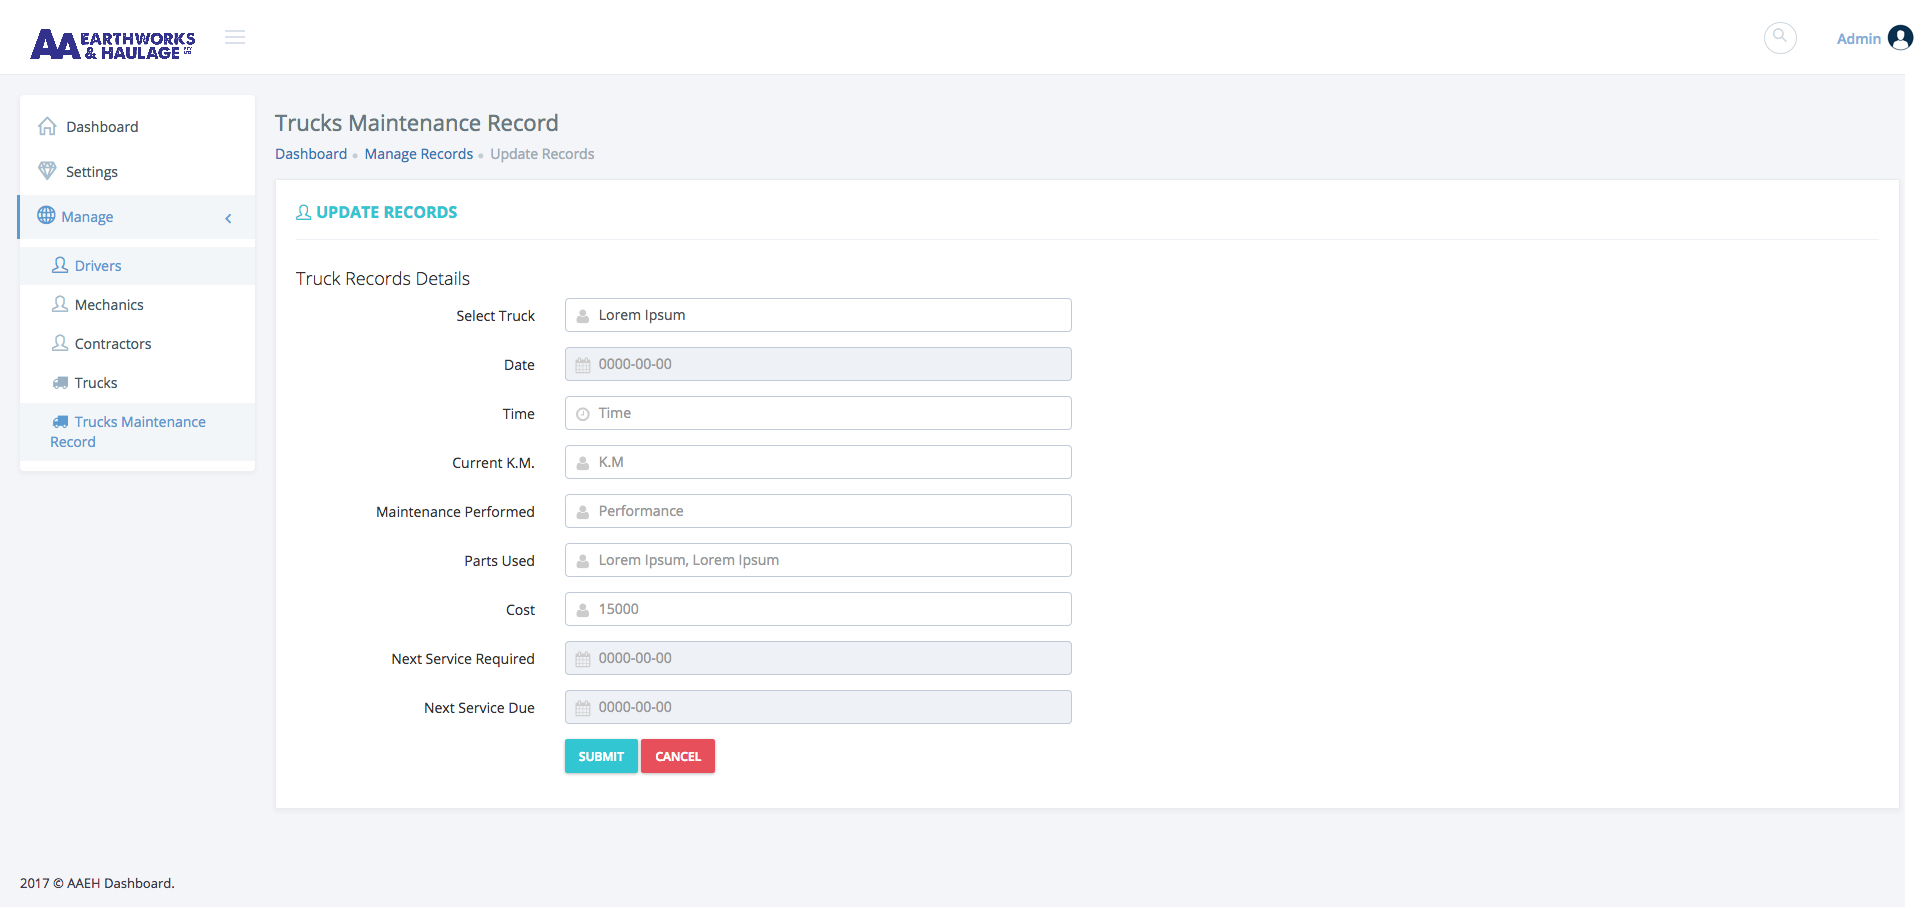 AA EARTHWORKS
& HAULAGE PTY LTD
Admin
Dashboard
Settings
Manage
Drivers
Mechanics
Contractors
Trucks
Trucks Maintenance
Record
Trucks Maintenance Record
Dashboard Manage Records Update Records
UPDATE RECORDS
Truck Records Details
Select Truck Lorem Ipsum
Date 0000-00-00
Time Time
Current K.M. K.M
Maintenance Performed Performance
Parts Used Lorem Ipsum, Lorem Ipsum
Cost 15000
Next Service Required 0000-00-00
Next Service Due 0000-00-00
SUBMIT CANCEL
2017 © AAEH Dashboard.